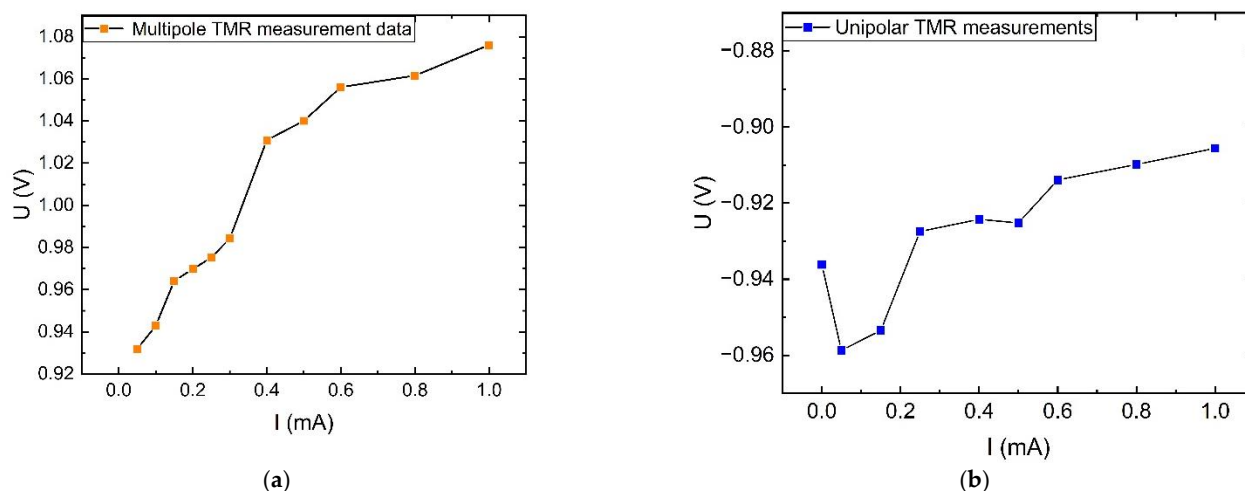 Multipole TMR measurement data
1.08
1.06
1.04
1.02
1.00
0.98
0.96
0.94
0.92
U (V)
0.0 0.2 0.4 0.6 0.8 1.0
I (mA)
(a)
Unipolar TMR measurements
−0.88
−0.90
−0.92
−0.94
−0.96
U (V)
0.0 0.2 0.4 0.6 0.8 1.0
I (mA)
(b)